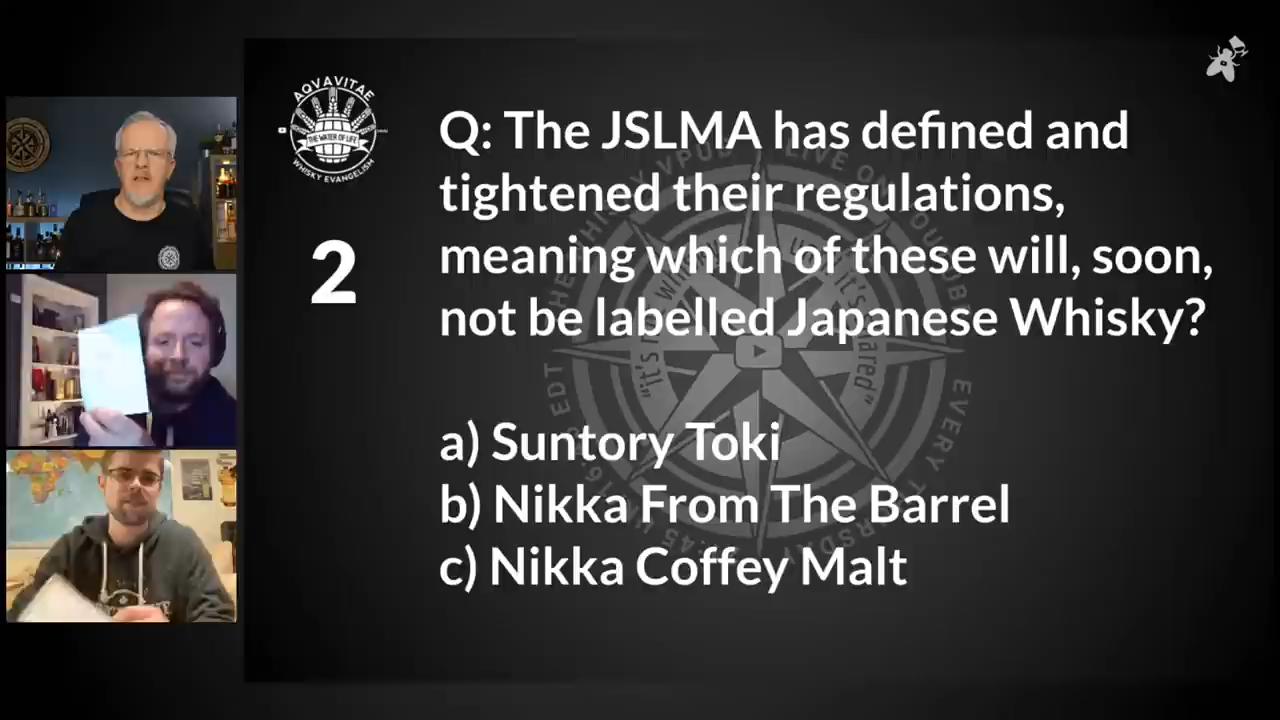 AQVAVITAE
THE WATER OF LIFE
WHISKY EVANGELISM
2
Q: The JSLMA has defined and
tightened their regulations,
meaning which of these will, soon,
not be labelled Japanese Whisky?
a) Suntory Toki
b) Nikka From The Barrel
c) Nikka Coffey Malt